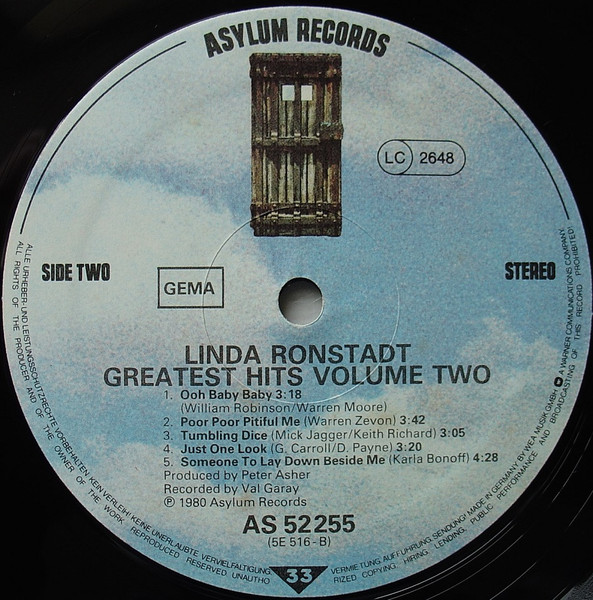 ASYLUM RECORDS
LC 2648
SIDE TWO
STEREO
GEMA
LINDA RONSTADT
GREATEST HITS VOLUME TWO
1. Ooh Baby Baby 3:18
(William Robinson/Warren Moore)
2. Poor Poor Pitiful Me (Warren Zevon) 3:42
3. Tumbling Dice (Mick Jagger/Keith Richard) 3:05
4. Just One Look (G. Carroll/D. Payne) 3:20
5. Someone To Lay Down Beside Me (Karla Bonoff) 4:28
Produced by Peter Asher
Recorded by Val Garay
℗ 1980 Asylum Records
AS 52 255
(5E 516-B)
33
ALLE URHEBER- UND LEISTUNGSSCHUTZRECHTE VORBEHALTEN KEIN VERLEIH! KEINE UNERLAUBTE VERVIELFÄLTIGUNG, VERMIETUNG, AUFFÜHRUNG, SENDUNG! MADE IN GERMANY BY WEA MUSIK GMBH, A WARNER COMMUNICATIONS COMPANY
ALL RIGHTS OF THE PRODUCER AND OF THE OWNER OF THE WORK REPRODUCED RESERVED UNAUTHORIZED COPYING, HIRING, LENDING, PUBLIC PERFORMANCE AND BROADCASTING OF THIS RECORD PROHIBITED!